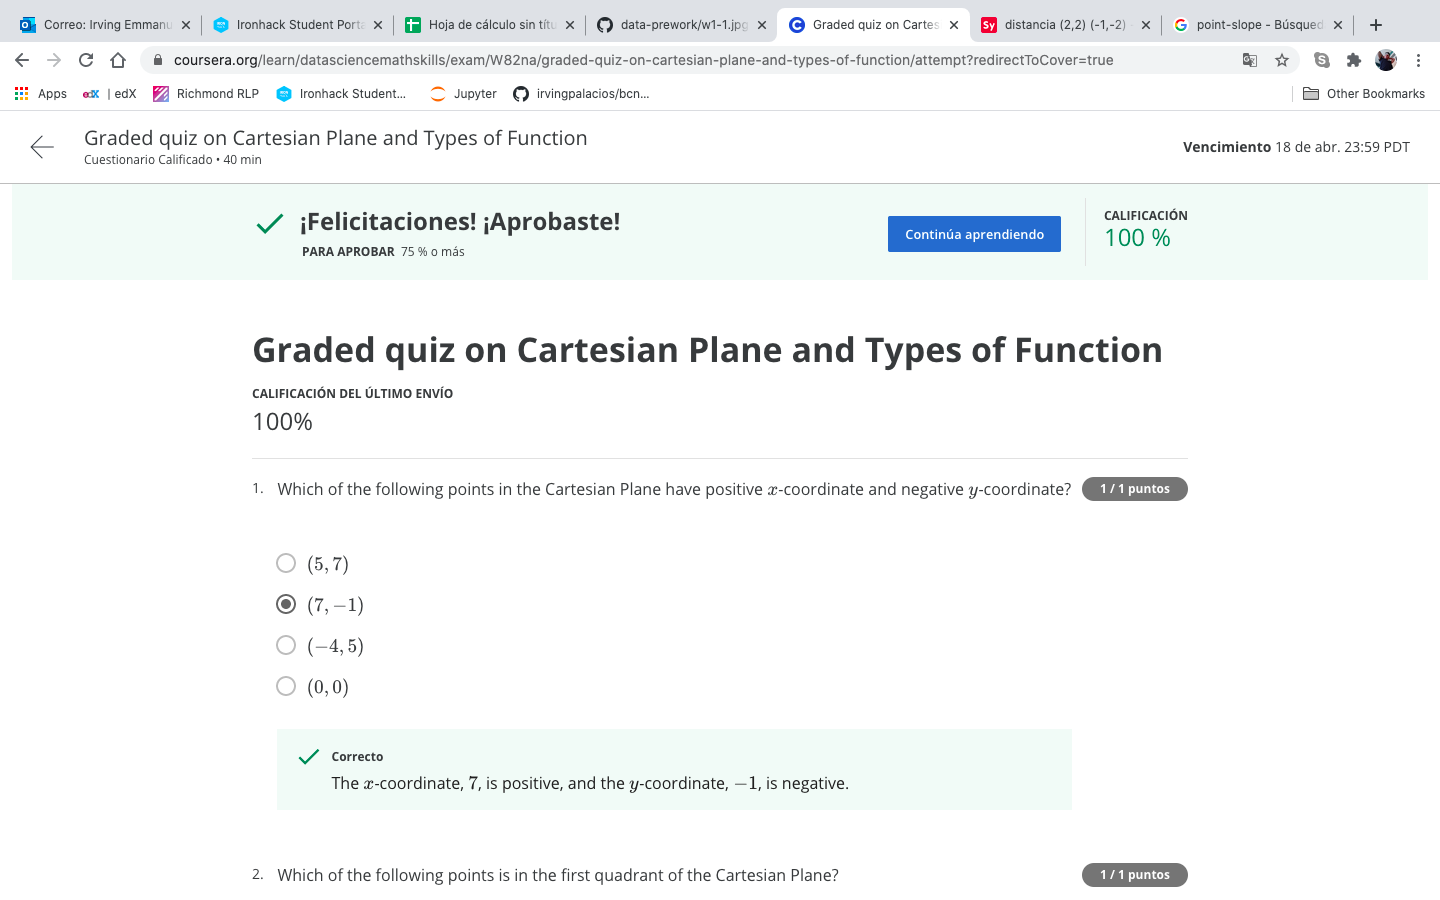 Correo: Irving Emmanu
Ironhack Student Porta
Hoja de cálculo sin títu
data-prework/w1-1.jpg
Graded quiz on Cartes
Sy distancia (2,2) (-1,-2)
point-slope - Búsqued
coursera.org/learn/datasciencemathskills/exam/W82na/graded-quiz-on-cartesian-plane-and-types-of-function/attempt?redirectToCover=true
Apps
edX | edX
Richmond RLP
Ironhack Student...
Jupyter
irvingpalacios/bcn...
Other Bookmarks
Graded quiz on Cartesian Plane and Types of Function
Cuestionario Calificado • 40 min
Vencimiento 18 de abr. 23:59 PDT
¡Felicitaciones! ¡Aprobaste!
PARA APROBAR 75 % o más
Continúa aprendiendo
CALIFICACIÓN
100 %
Graded quiz on Cartesian Plane and Types of Function
CALIFICACIÓN DEL ÚLTIMO ENVÍO
100%
1. Which of the following points in the Cartesian Plane have positive x-coordinate and negative y-coordinate?
1 / 1 puntos
(5, 7)
(7, −1)
(−4, 5)
(0, 0)
Correcto
The x-coordinate, 7, is positive, and the y-coordinate, −1, is negative.
2. Which of the following points is in the first quadrant of the Cartesian Plane?
1 / 1 puntos